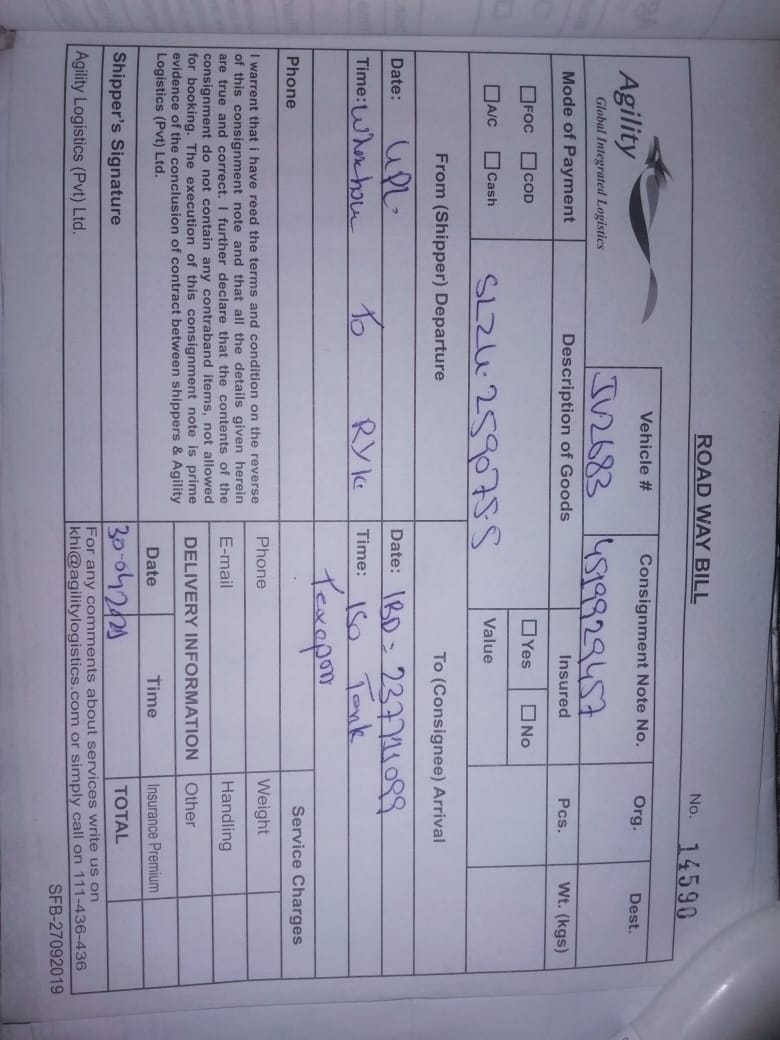 ROAD WAY BILL
No. 14590
Agility
Global Integrated Logistics
Vehicle #
Consignment Note No.
Org.
Dest.
JV2683
4519929457
Mode of Payment
Description of Goods
Insured
Pcs.
Wt. (kgs)
FOC
COD
Yes
No
A/C
Cash
SLZU-259075-5
Value
From (Shipper) Departure
To (Consignee) Arrival
Date: UPL
Date: IBD = 237711099
Time: To RYK
Time: ISO Tank
Texapon
Phone
Service Charges
I warrent that i have reed the terms and condition on the reverse
of this consignment note and that all the details given herein
are true and correct. I further declare that the contents of the
consignment do not contain any contraband items, not allowed
for booking. The execution of this consignment note is prime
evidence of the conclusion of contract between shippers & Agility
Logistics (Pvt) Ltd.
Phone
Weight
E-mail
Handling
DELIVERY INFORMATION
Other
Date
Time
Insurance Premium
Shipper's Signature
30-04-2021
TOTAL
Agility Logistics (Pvt) Ltd.
For any comments about services write us on
khi@agilitylogistics.com or simply call on 111-436-436
SFB-27092019